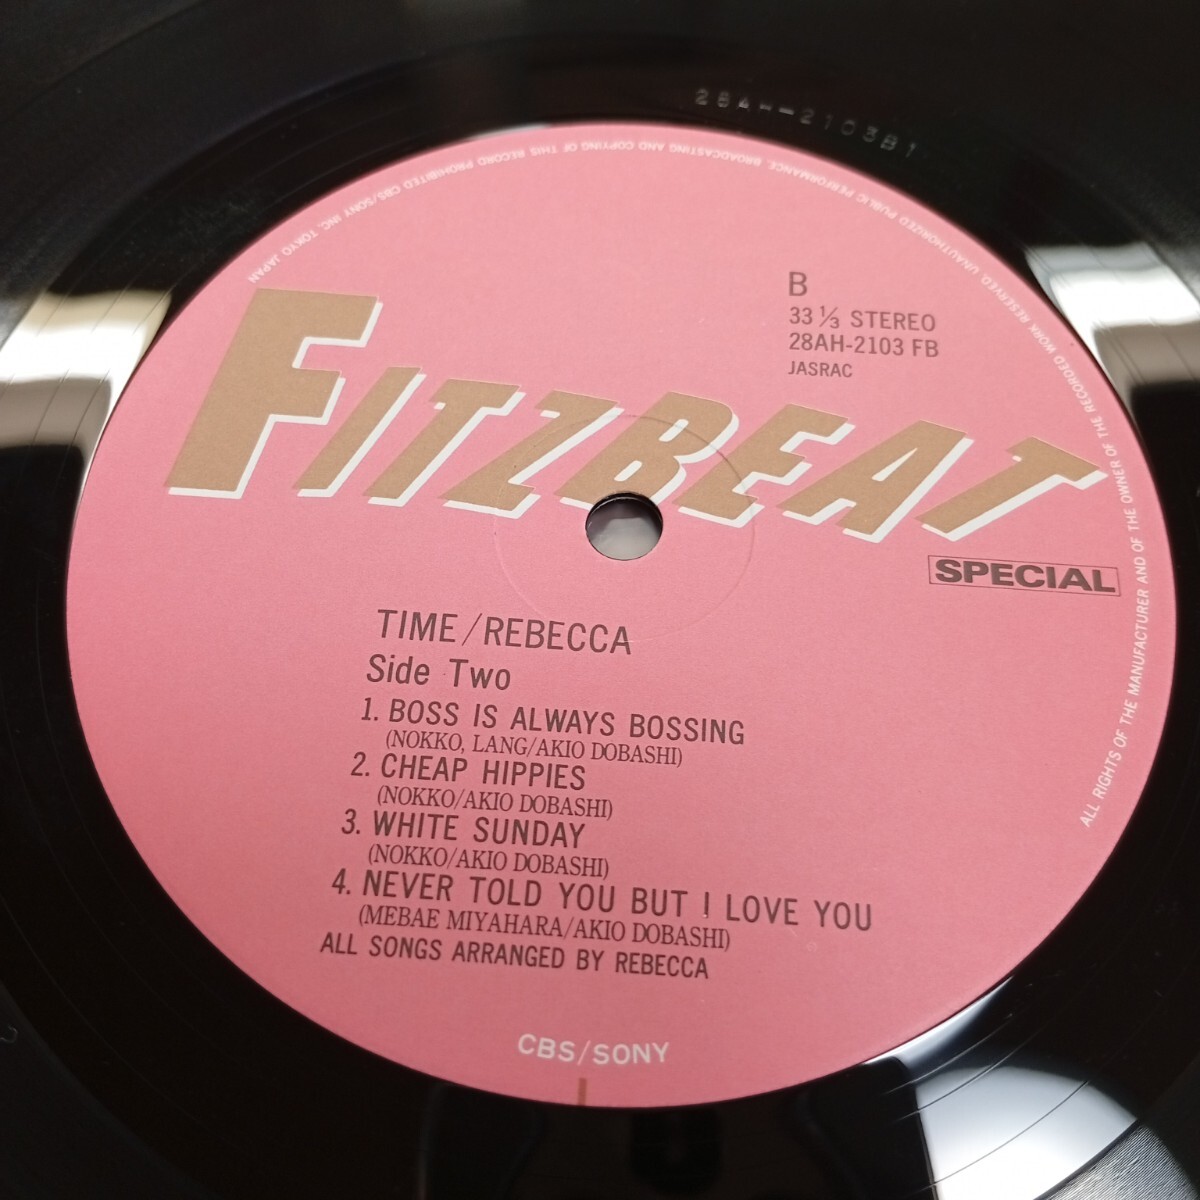 28AH-2103B1
ALL RIGHTS OF THE MANUFACTURER AND OF THE OWNER OF THE RECORDED WORK RESERVED. UNAUTHORIZED PUBLIC PERFORMANCE, BROADCASTING AND COPYING OF THIS RECORD PROHIBITED CBS/SONY INC. TOKYO JAPAN
B
33 1/3 STEREO
28AH-2103 FB
JASRAC
FITZBEAT
SPECIAL
TIME/REBECCA
Side Two
1. BOSS IS ALWAYS BOSSING
(NOKKO, LANG/AKIO DOBASHI)
2. CHEAP HIPPIES
(NOKKO/AKIO DOBASHI)
3. WHITE SUNDAY
(NOKKO/AKIO DOBASHI)
4. NEVER TOLD YOU BUT I LOVE YOU
(MEBAE MIYAHARA/AKIO DOBASHI)
ALL SONGS ARRANGED BY REBECCA
CBS/SONY